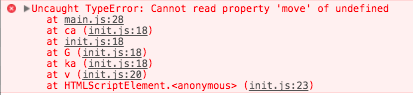 Uncaught TypeError: Cannot read property 'move' of undefined
at main.js:28
at ca (init.js:18)
at init.js:18
at G (init.js:18)
at ka (init.js:18)
at v (init.js:20)
at HTMLScriptElement.<anonymous> (init.js:23)